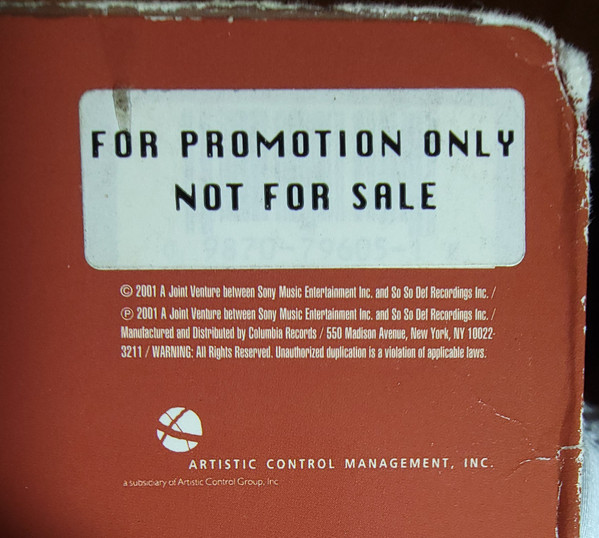 FOR PROMOTION ONLY
NOT FOR SALE
© 2001 A Joint Venture between Sony Music Entertainment Inc. and So So Def Recordings Inc. /
℗ 2001 A Joint Venture between Sony Music Entertainment Inc. and So So Def Recordings Inc. /
Manufactured and Distributed by Columbia Records / 550 Madison Avenue, New York, NY 10022-
3211 / WARNING: All Rights Reserved. Unauthorized duplication is a violation of applicable laws.
ARTISTIC CONTROL MANAGEMENT, INC.
a subsidiary of Artistic Control Group, Inc